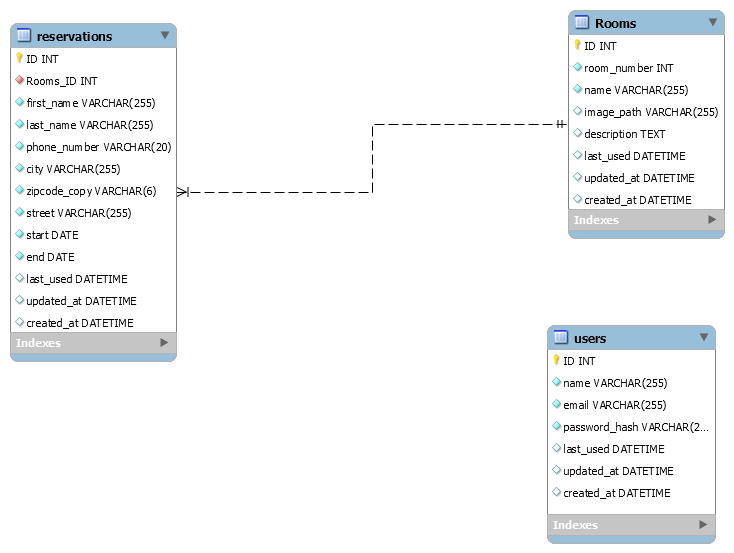 reservations
ID INT
Rooms_ID INT
first_name VARCHAR(255)
last_name VARCHAR(255)
phone_number VARCHAR(20)
city VARCHAR(255)
zipcode_copy VARCHAR(6)
street VARCHAR(255)
start DATE
end DATE
last_used DATETIME
updated_at DATETIME
created_at DATETIME
Indexes
Rooms
ID INT
room_number INT
name VARCHAR(255)
image_path VARCHAR(255)
description TEXT
last_used DATETIME
updated_at DATETIME
created_at DATETIME
Indexes
users
ID INT
name VARCHAR(255)
email VARCHAR(255)
password_hash VARCHAR(2...
last_used DATETIME
updated_at DATETIME
created_at DATETIME
Indexes